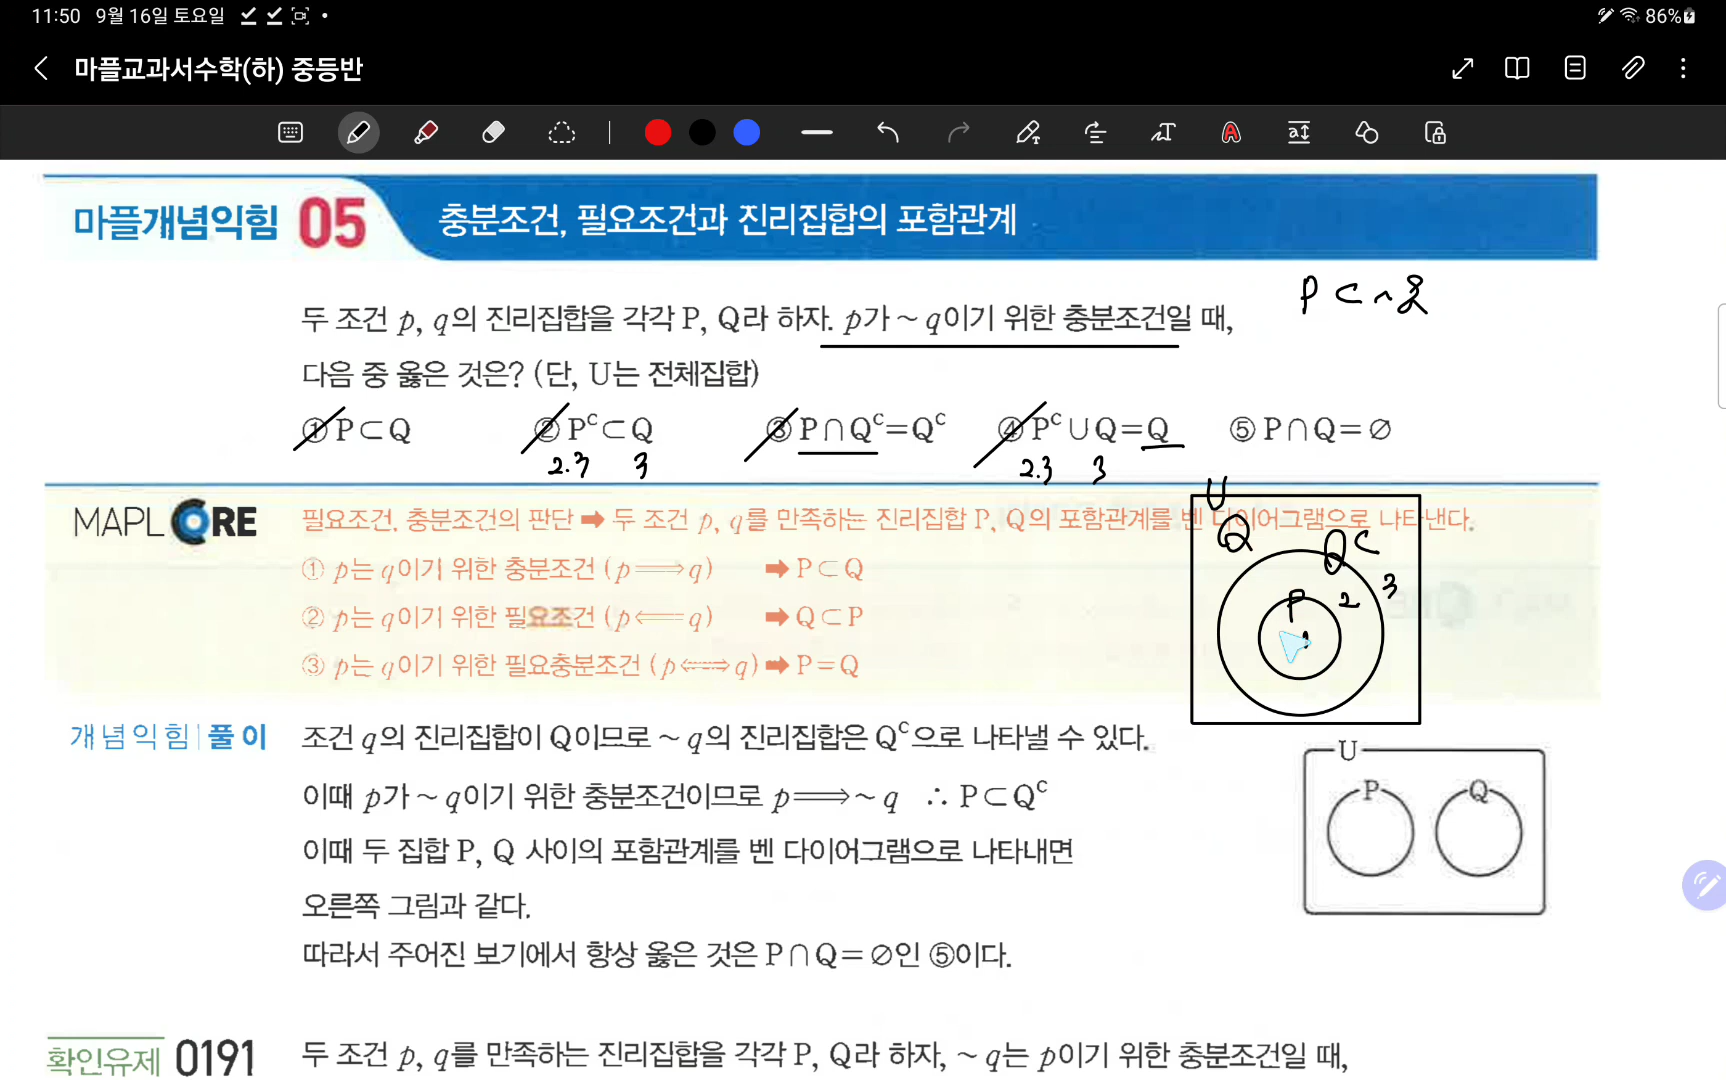 11:50 9월 16일 토요일
86%
마플교과서수학(하) 중등반
마플개념익힘 05 충분조건, 필요조건과 진리집합의 포함관계
P ⊂ ~Q
두 조건 p, q의 진리집합을 각각 P, Q라 하자. p가 ~q이기 위한 충분조건일 때,
다음 중 옳은 것은? (단, U는 전체집합)
① P⊂Q ② Pᶜ⊂Q ③ P∩Qᶜ=Qᶜ ④ Pᶜ∪Q=Q ⑤ P∩Q=∅
2.3 3 2.3 3
MAPL CORE 필요조건, 충분조건의 판단 ➡ 두 조건 p, q를 만족하는 진리집합 P, Q의 포함관계를 벤 다이어그램으로 나타낸다.
① p는 q이기 위한 충분조건 (p⟹q) ➡ P⊂Q
② p는 q이기 위한 필요조건 (p⟸q) ➡ Q⊂P
③ p는 q이기 위한 필요충분조건 (p⟺q) ➡ P=Q
U
Q
Qᶜ
P 2 3
개념익힘 | 풀이 조건 q의 진리집합이 Q이므로 ~q의 진리집합은 Qᶜ으로 나타낼 수 있다.
이때 p가 ~q이기 위한 충분조건이므로 p⟹~q ∴ P⊂Qᶜ
이때 두 집합 P, Q 사이의 포함관계를 벤 다이어그램으로 나타내면
오른쪽 그림과 같다.
따라서 주어진 보기에서 항상 옳은 것은 P∩Q=∅인 ⑤이다.
U
P Q
확인유제 0191 두 조건 p, q를 만족하는 진리집합을 각각 P, Q라 하자, ~q는 p이기 위한 충분조건일 때,